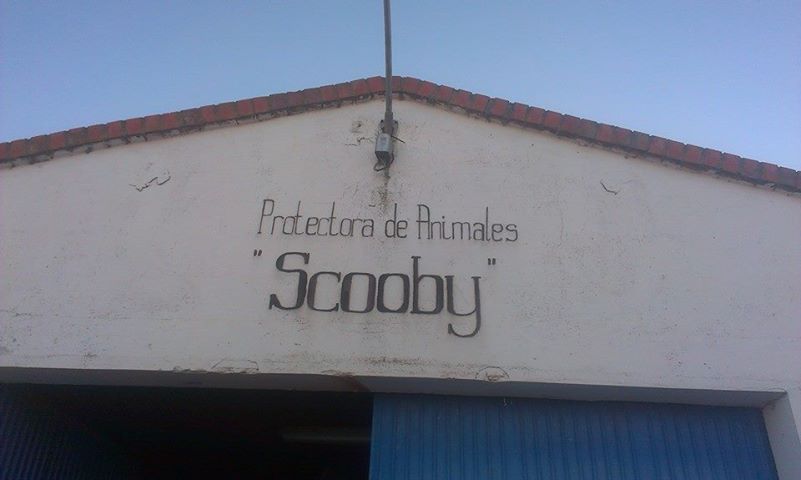 Protectora de Animales
"Scooby"